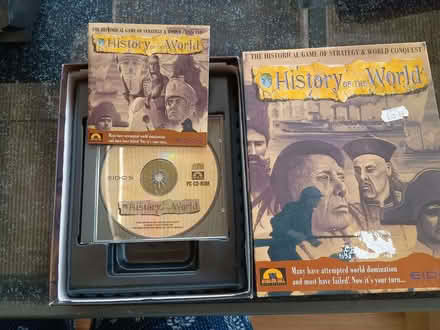 THE HISTORICAL GAME OF STRATEGY & WORLD CONQUEST
History OF THE World
Many have attempted world domination
and most have failed! Now it's your turn...
EIDOS
PC CD-ROM
History OF THE World
THE HISTORICAL GAME OF STRATEGY & WORLD CONQUEST
History OF THE World
Many have attempted world domination
and most have failed! Now it's your turn...
EIDOS